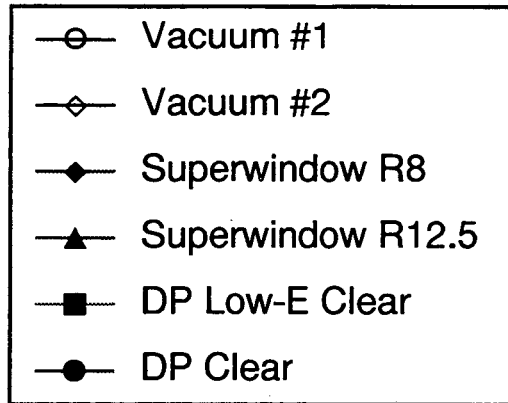 Vacuum #1
Vacuum #2
Superwindow R8
Superwindow R12.5
DP Low-E Clear
DP Clear